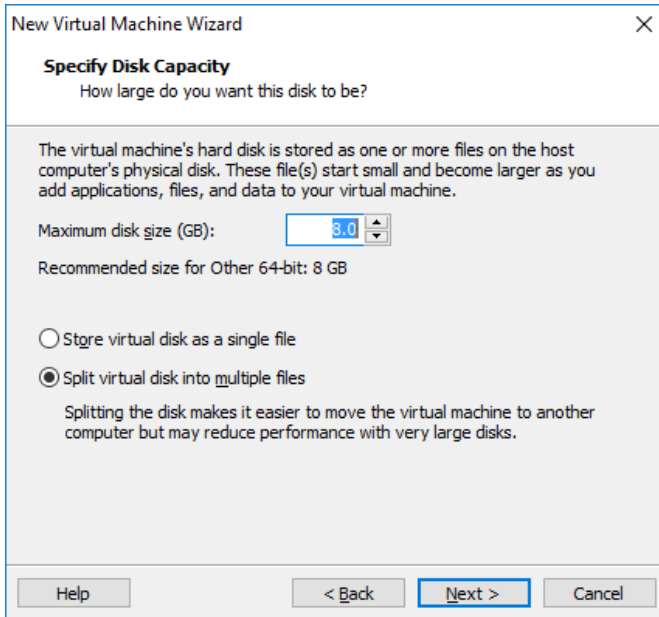 New Virtual Machine Wizard
Specify Disk Capacity
How large do you want this disk to be?
The virtual machine's hard disk is stored as one or more files on the host
computer's physical disk. These file(s) start small and become larger as you
add applications, files, and data to your virtual machine.
Maximum disk size (GB): 8.0
Recommended size for Other 64-bit: 8 GB
Store virtual disk as a single file
Split virtual disk into multiple files
Splitting the disk makes it easier to move the virtual machine to another
computer but may reduce performance with very large disks.
Help < Back Next > Cancel